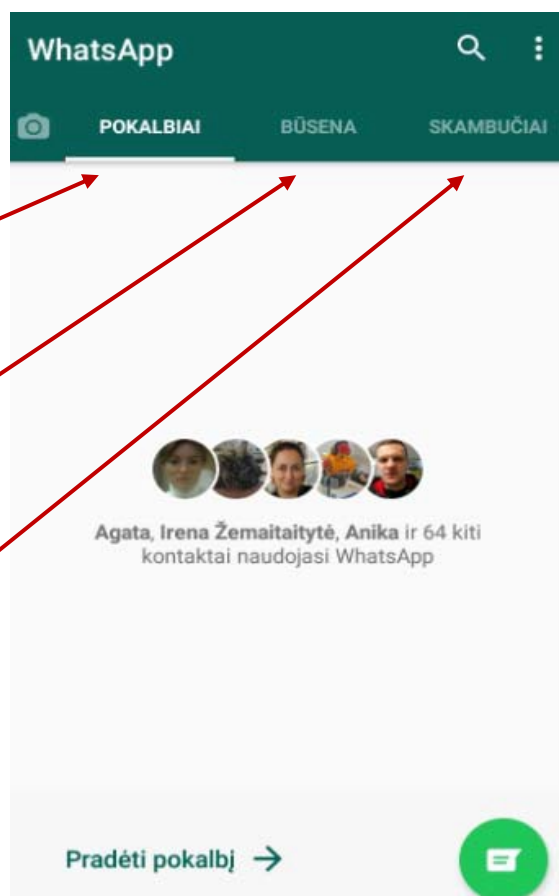 WhatsApp
POKALBIAI BŪSENA SKAMBUČIAI
Agata, Irena Žemaitaitytė, Anika ir 64 kiti
kontaktai naudojasi WhatsApp
Pradėti pokalbį